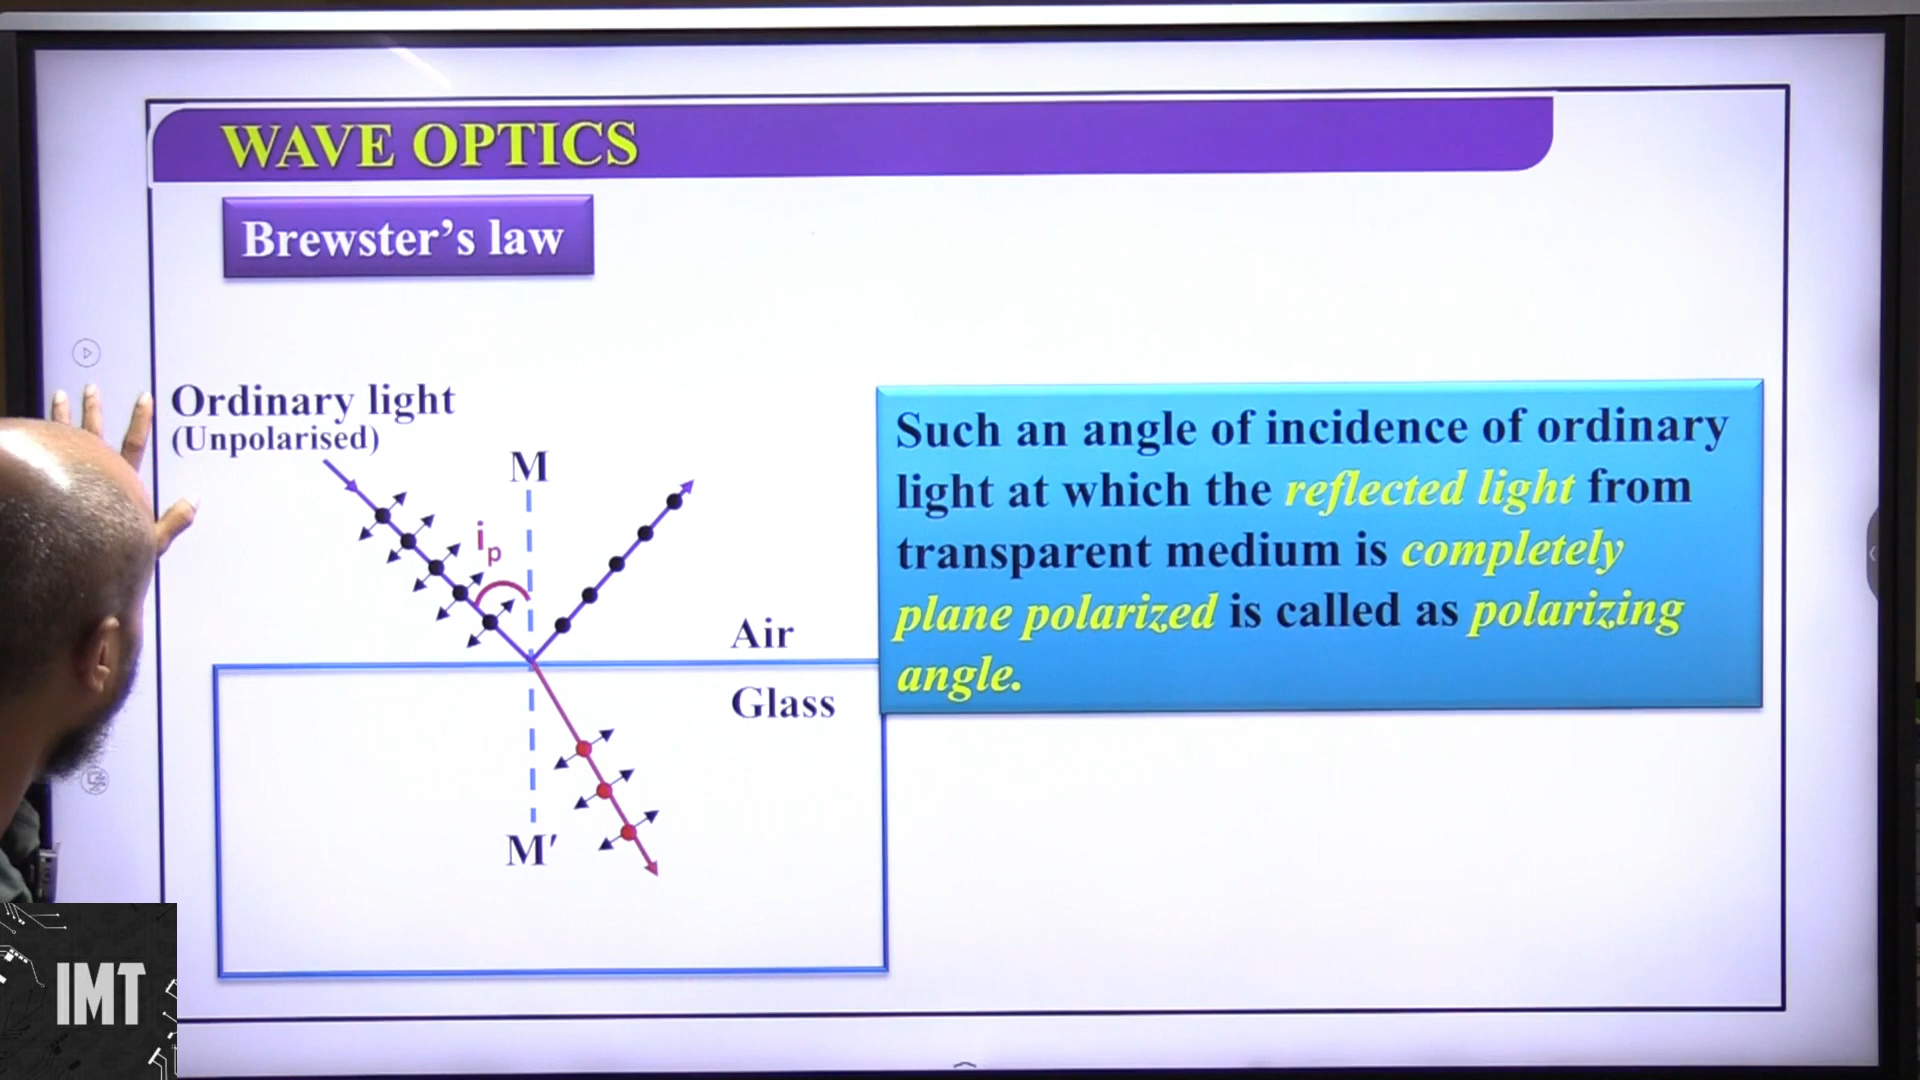 WAVE OPTICS
Brewster's law
Ordinary light
(Unpolarised)
M
i_p
Air
Glass
M′
Such an angle of incidence of ordinary
light at which the reflected light from
transparent medium is completely
plane polarized is called as polarizing
angle.
IMT